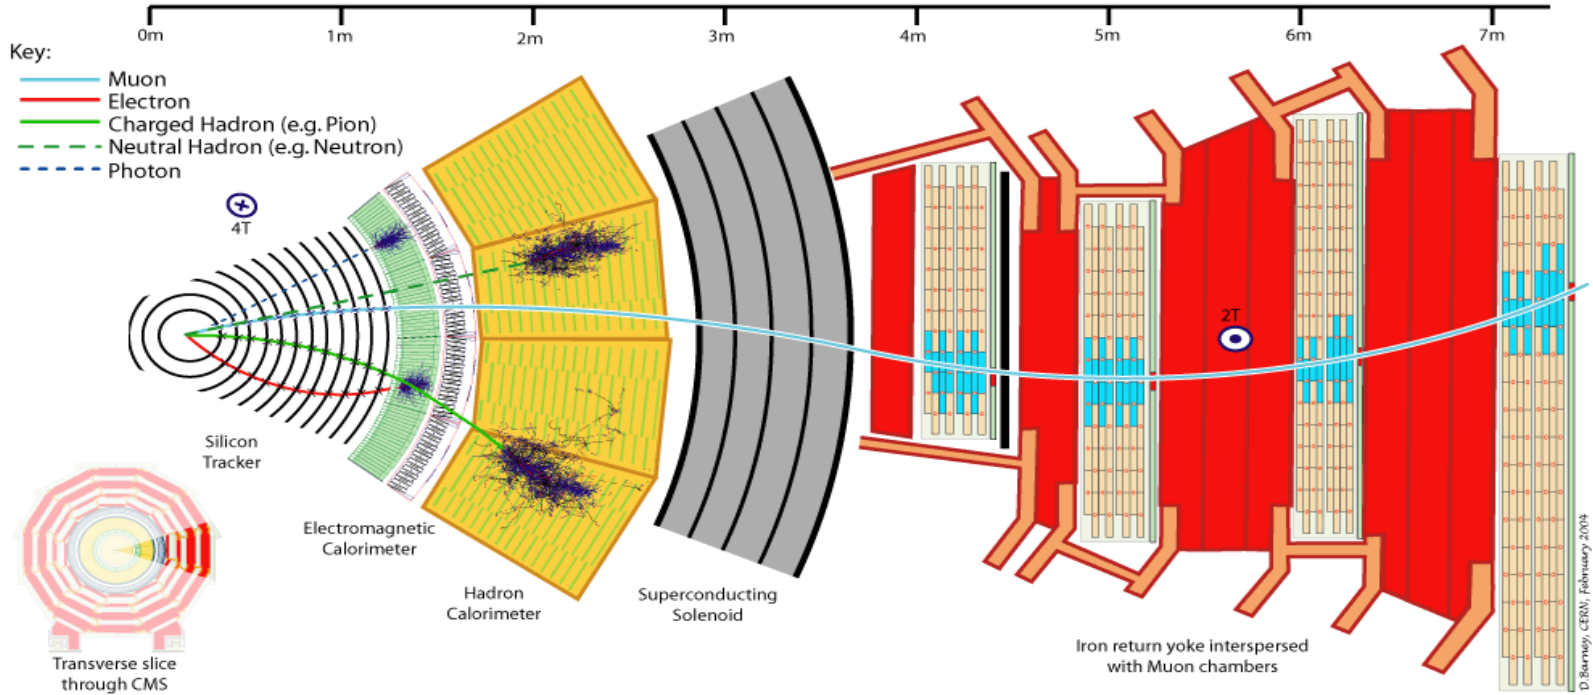 0m 1m 2m 3m 4m 5m 6m 7m
Key:
Muon
Electron
Charged Hadron (e.g. Pion)
Neutral Hadron (e.g. Neutron)
Photon
4T
2T
Silicon
Tracker
Electromagnetic
Calorimeter
Hadron
Calorimeter
Superconducting
Solenoid
Iron return yoke interspersed
with Muon chambers
Transverse slice
through CMS
D.Barney, CERN, February 2004